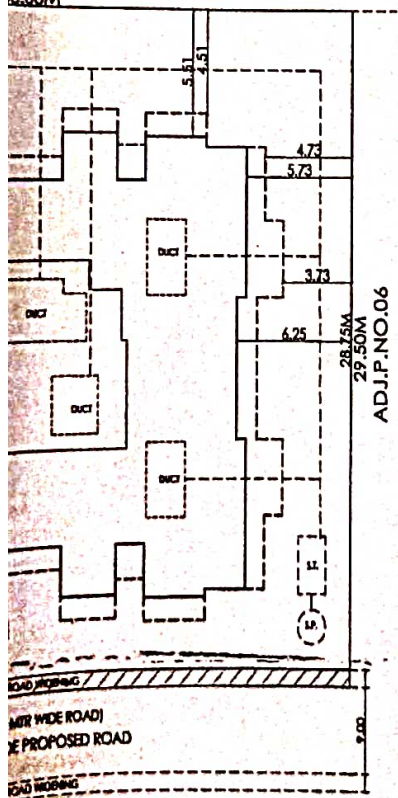 5.51
4.51
4.73
5.73
DUCT
3.73
DUCT
6.25
28.75M
29.50M
ADJ.P.NO.06
DUCT
DUCT
S.T.
S.P.
ROAD WIDENING
MTR WIDE ROAD)
PROPOSED ROAD
9.00
ROAD WIDENING